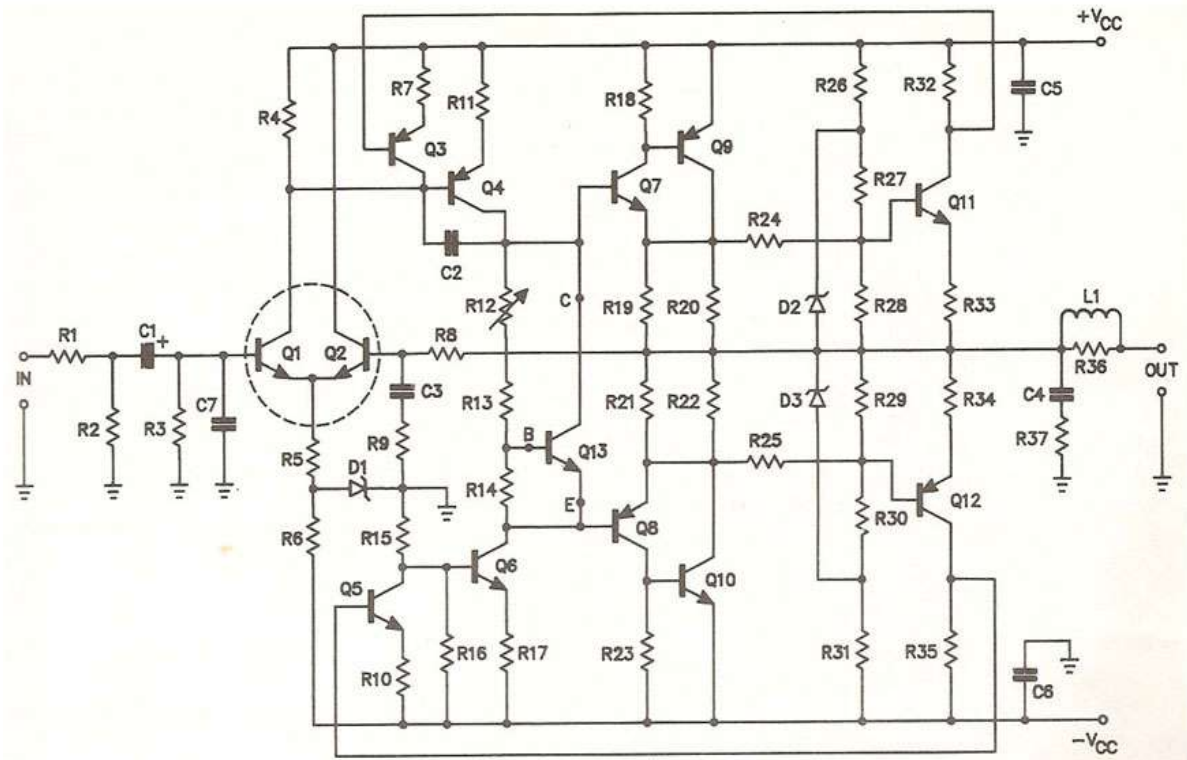 +VCC
R26
R32
C5
R7
R11
R18
R4
Q3
Q9
Q4
Q7
R27
Q11
R24
C2
C
R12
R19
R20
D2
R28
R33
L1
R1
C1
+
Q1
Q2
R8
R36
IN
OUT
C3
R13
R21
R22
D3
R29
R34
C4
R2
R3
C7
R9
B
Q13
R25
R37
R5
D1
R14
E
Q8
Q12
R6
R15
R30
Q6
Q5
Q10
R16
R17
R23
R31
R35
R10
C6
-VCC